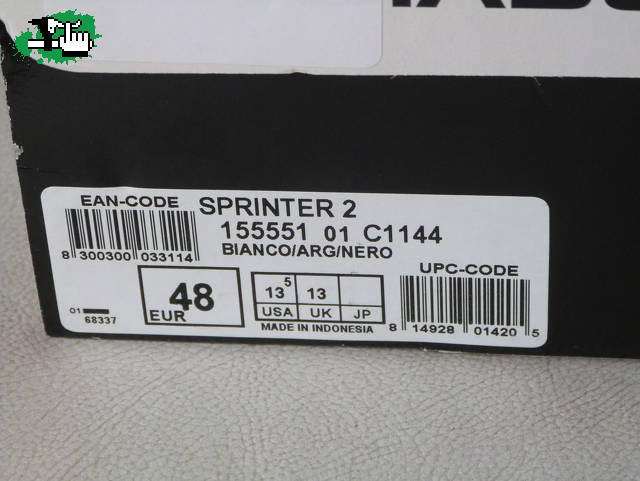 EAN-CODE
SPRINTER 2
155551 01 C1144
BIANCO/ARG/NERO
8 300300 033114
UPC-CODE
48
EUR
13 5
13
USA
UK
JP
01
68337
MADE IN INDONESIA
8 14928 01420 5